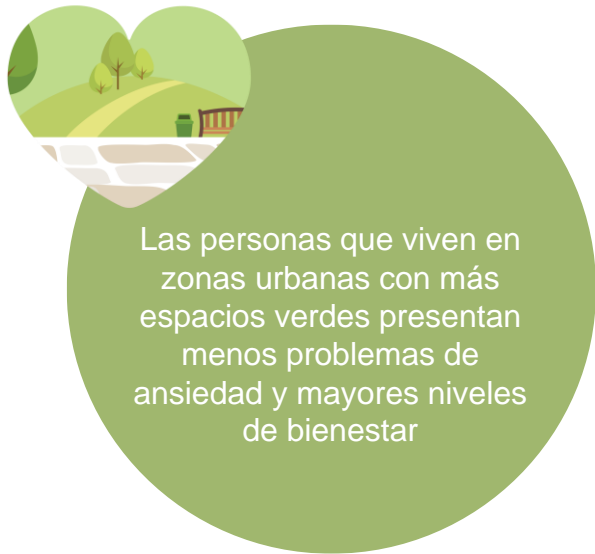 Las personas que viven en
zonas urbanas con más
espacios verdes presentan
menos problemas de
ansiedad y mayores niveles
de bienestar